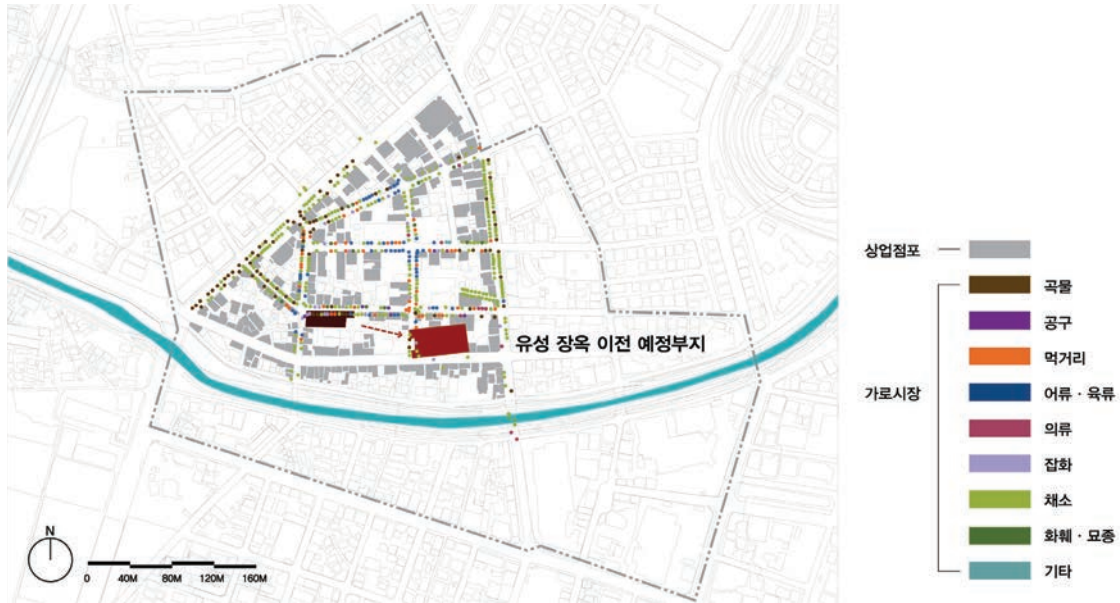 유성 장옥 이전 예정부지
N
0 40M 80M 120M 160M
상업점포
가로시장
곡물
공구
먹거리
어류 · 육류
의류
잡화
채소
화훼 · 묘종
기타